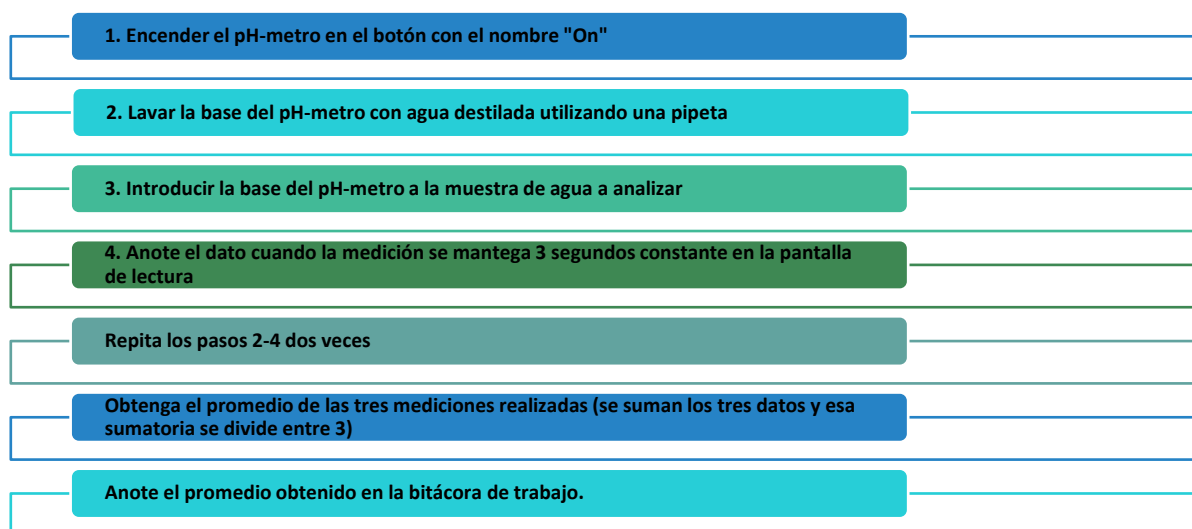 1. Encender el pH-metro en el botón con el nombre "On"
2. Lavar la base del pH-metro con agua destilada utilizando una pipeta
3. Introducir la base del pH-metro a la muestra de agua a analizar
4. Anote el dato cuando la medición se mantega 3 segundos constante en la pantalla
de lectura
Repita los pasos 2-4 dos veces
Obtenga el promedio de las tres mediciones realizadas (se suman los tres datos y esa
sumatoria se divide entre 3)
Anote el promedio obtenido en la bitácora de trabajo.